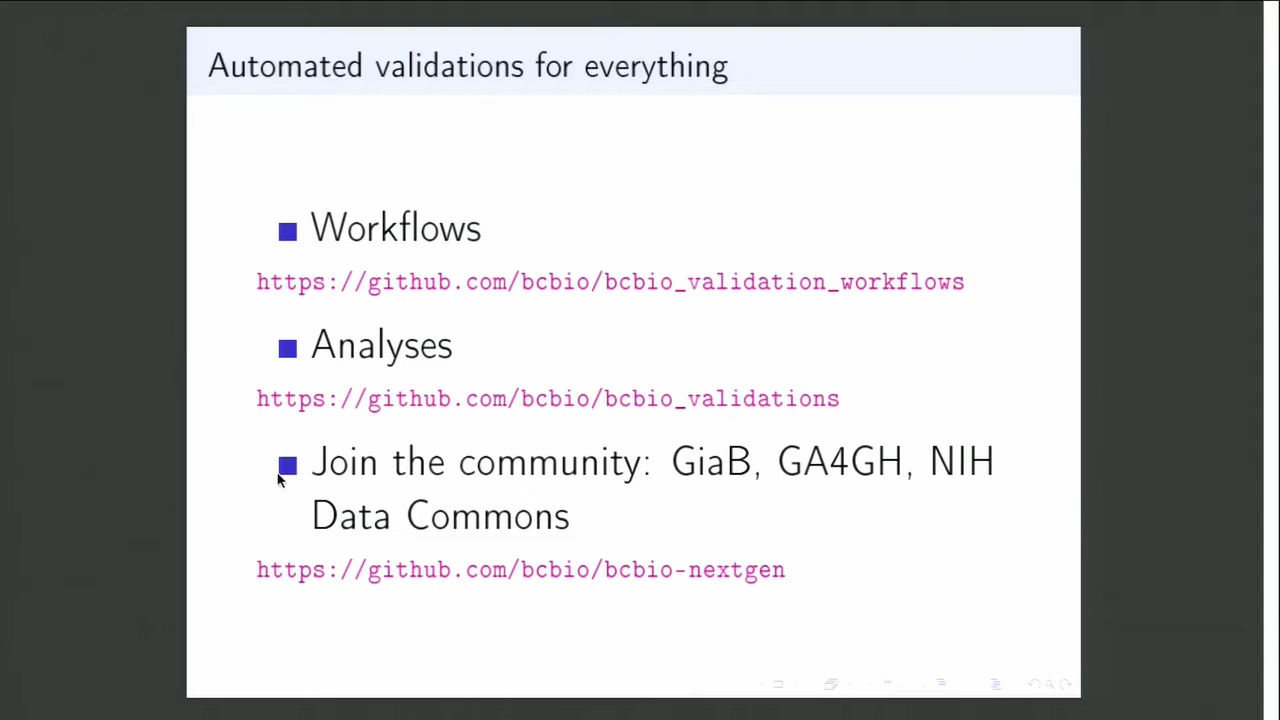 Automated validations for everything
Workflows
https://github.com/bcbio/bcbio_validation_workflows
Analyses
https://github.com/bcbio/bcbio_validations
Join the community: GiaB, GA4GH, NIH
Data Commons
https://github.com/bcbio/bcbio-nextgen